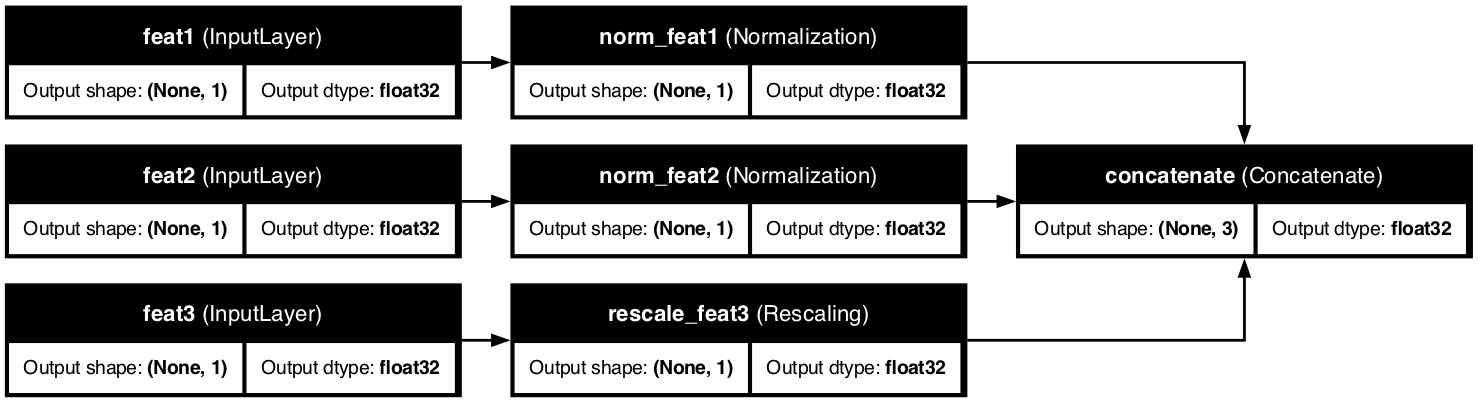 feat1 (InputLayer)
Output shape: (None, 1) Output dtype: float32
norm_feat1 (Normalization)
Output shape: (None, 1) Output dtype: float32
feat2 (InputLayer)
Output shape: (None, 1) Output dtype: float32
norm_feat2 (Normalization)
Output shape: (None, 1) Output dtype: float32
concatenate (Concatenate)
Output shape: (None, 3) Output dtype: float32
feat3 (InputLayer)
Output shape: (None, 1) Output dtype: float32
rescale_feat3 (Rescaling)
Output shape: (None, 1) Output dtype: float32